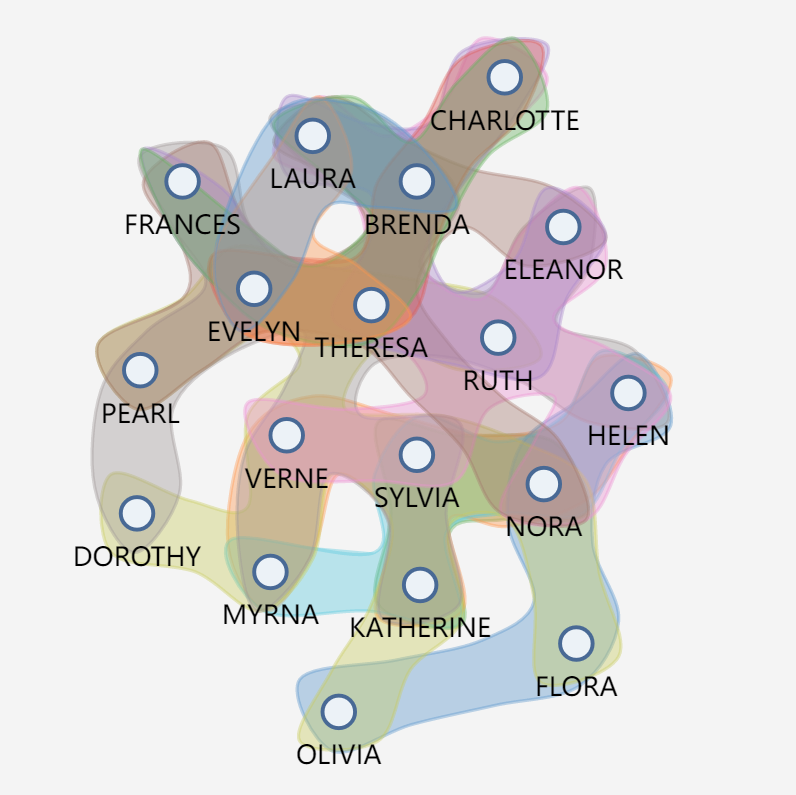 CHARLOTTE
LAURA
FRANCES
BRENDA
ELEANOR
EVELYN
THERESA
RUTH
PEARL
HELEN
VERNE
SYLVIA
NORA
DOROTHY
MYRNA
KATHERINE
FLORA
OLIVIA